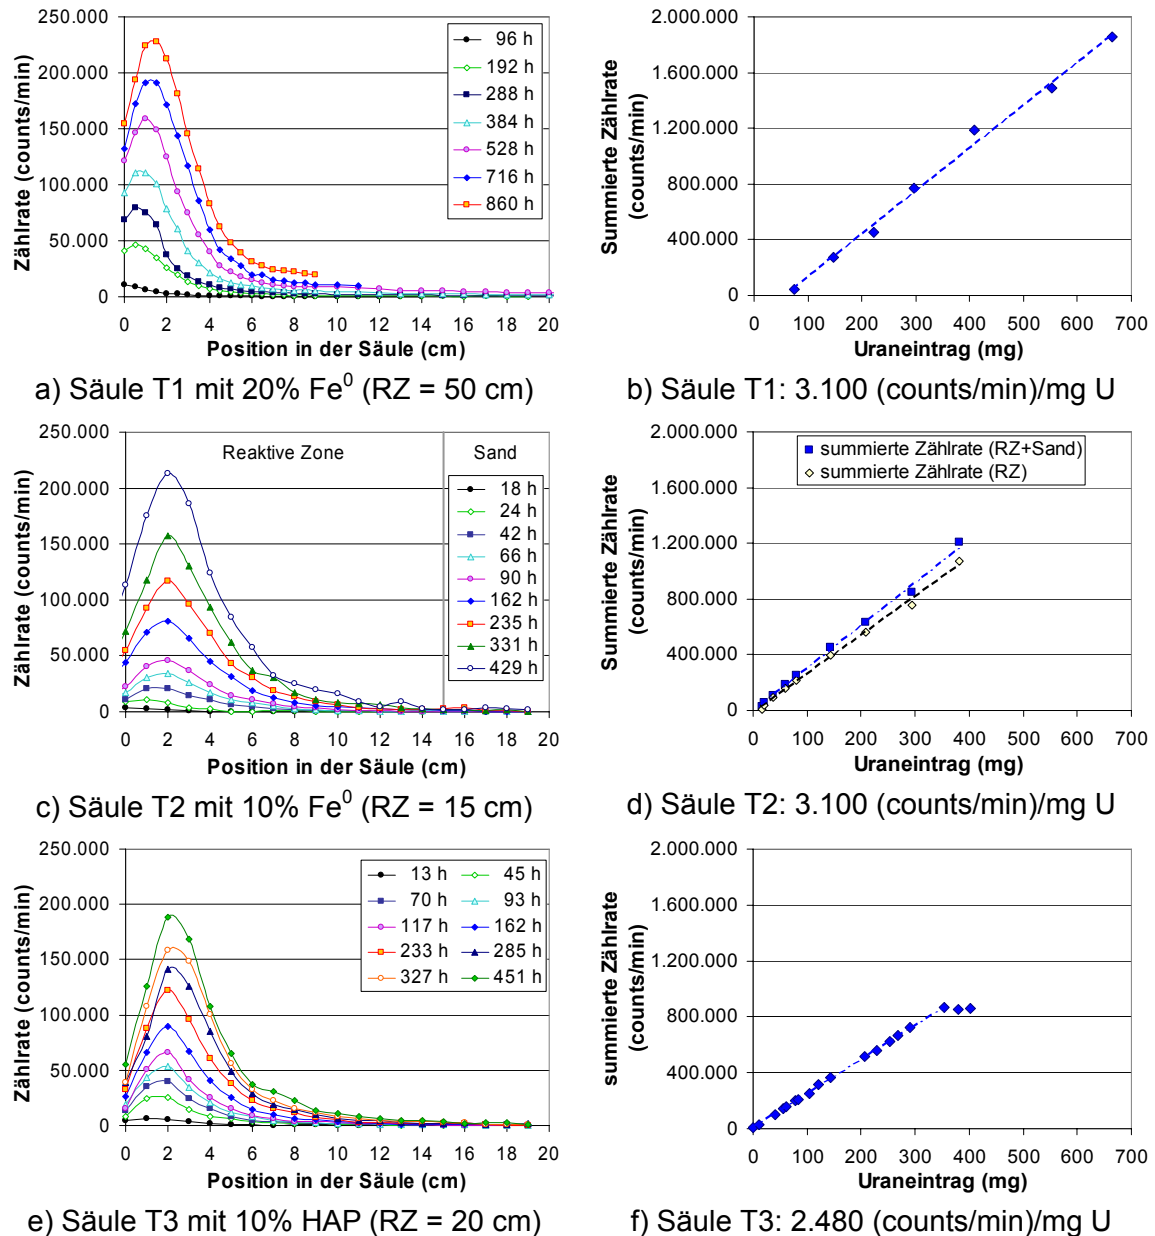 250.000
200.000
150.000
100.000
50.000
0
Zählrate (counts/min)
96 h
192 h
288 h
384 h
528 h
716 h
860 h
0 2 4 6 8 10 12 14 16 18 20
Position in der Säule (cm)
a) Säule T1 mit 20% Fe⁰ (RZ = 50 cm)
2.000.000
1.600.000
1.200.000
800.000
400.000
0
Summierte Zählrate
(counts/min)
0 100 200 300 400 500 600 700
Uraneintrag (mg)
b) Säule T1: 3.100 (counts/min)/mg U
250.000
200.000
150.000
100.000
50.000
0
Zählrate (counts/min)
Reaktive Zone
Sand
18 h
24 h
42 h
66 h
90 h
162 h
235 h
331 h
429 h
0 2 4 6 8 10 12 14 16 18 20
Position in der Säule (cm)
c) Säule T2 mit 10% Fe⁰ (RZ = 15 cm)
2.000.000
1.600.000
1.200.000
800.000
400.000
0
Summierte Zählrate
(counts/min)
summierte Zählrate (RZ+Sand)
summierte Zählrate (RZ)
0 100 200 300 400 500 600 700
Uraneintrag (mg)
d) Säule T2: 3.100 (counts/min)/mg U
250.000
200.000
150.000
100.000
50.000
0
Zählrate (counts/min)
13 h 45 h
70 h 93 h
117 h 162 h
233 h 285 h
327 h 451 h
0 2 4 6 8 10 12 14 16 18 20
Position in der Säule (cm)
e) Säule T3 mit 10% HAP (RZ = 20 cm)
2.000.000
1.600.000
1.200.000
800.000
400.000
0
summierte Zählrate
(counts/min)
0 100 200 300 400 500 600 700
Uraneintrag (mg)
f) Säule T3: 2.480 (counts/min)/mg U